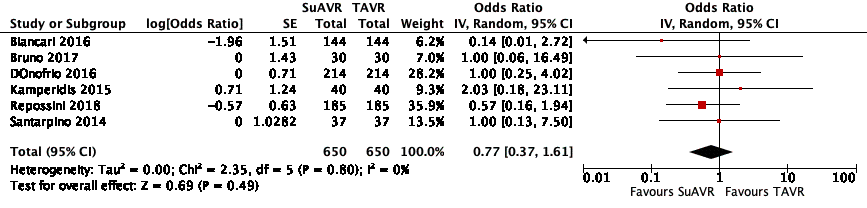 SuAVR TAVR Odds Ratio Odds Ratio
Study or Subgroup log[Odds Ratio] SE Total Total Weight IV, Random, 95% CI IV, Random, 95% CI
Biancari 2016 −1.96 1.51 144 144 6.2% 0.14 [0.01, 2.72]
Bruno 2017 0 1.43 30 30 7.0% 1.00 [0.06, 16.49]
DOnofrio 2016 0 0.71 214 214 28.2% 1.00 [0.25, 4.02]
Kamperidis 2015 0.71 1.24 40 40 9.3% 2.03 [0.18, 23.11]
Repossini 2018 −0.57 0.63 185 185 35.9% 0.57 [0.16, 1.94]
Santarpino 2014 0 1.0282 37 37 13.5% 1.00 [0.13, 7.50]
Total (95% CI) 650 650 100.0% 0.77 [0.37, 1.61]
Heterogeneity: Tau² = 0.00; Chi² = 2.35, df = 5 (P = 0.80); I² = 0%
Test for overall effect: Z = 0.69 (P = 0.49)
0.01 0.1 1 10 100
Favours SuAVR Favours TAVR